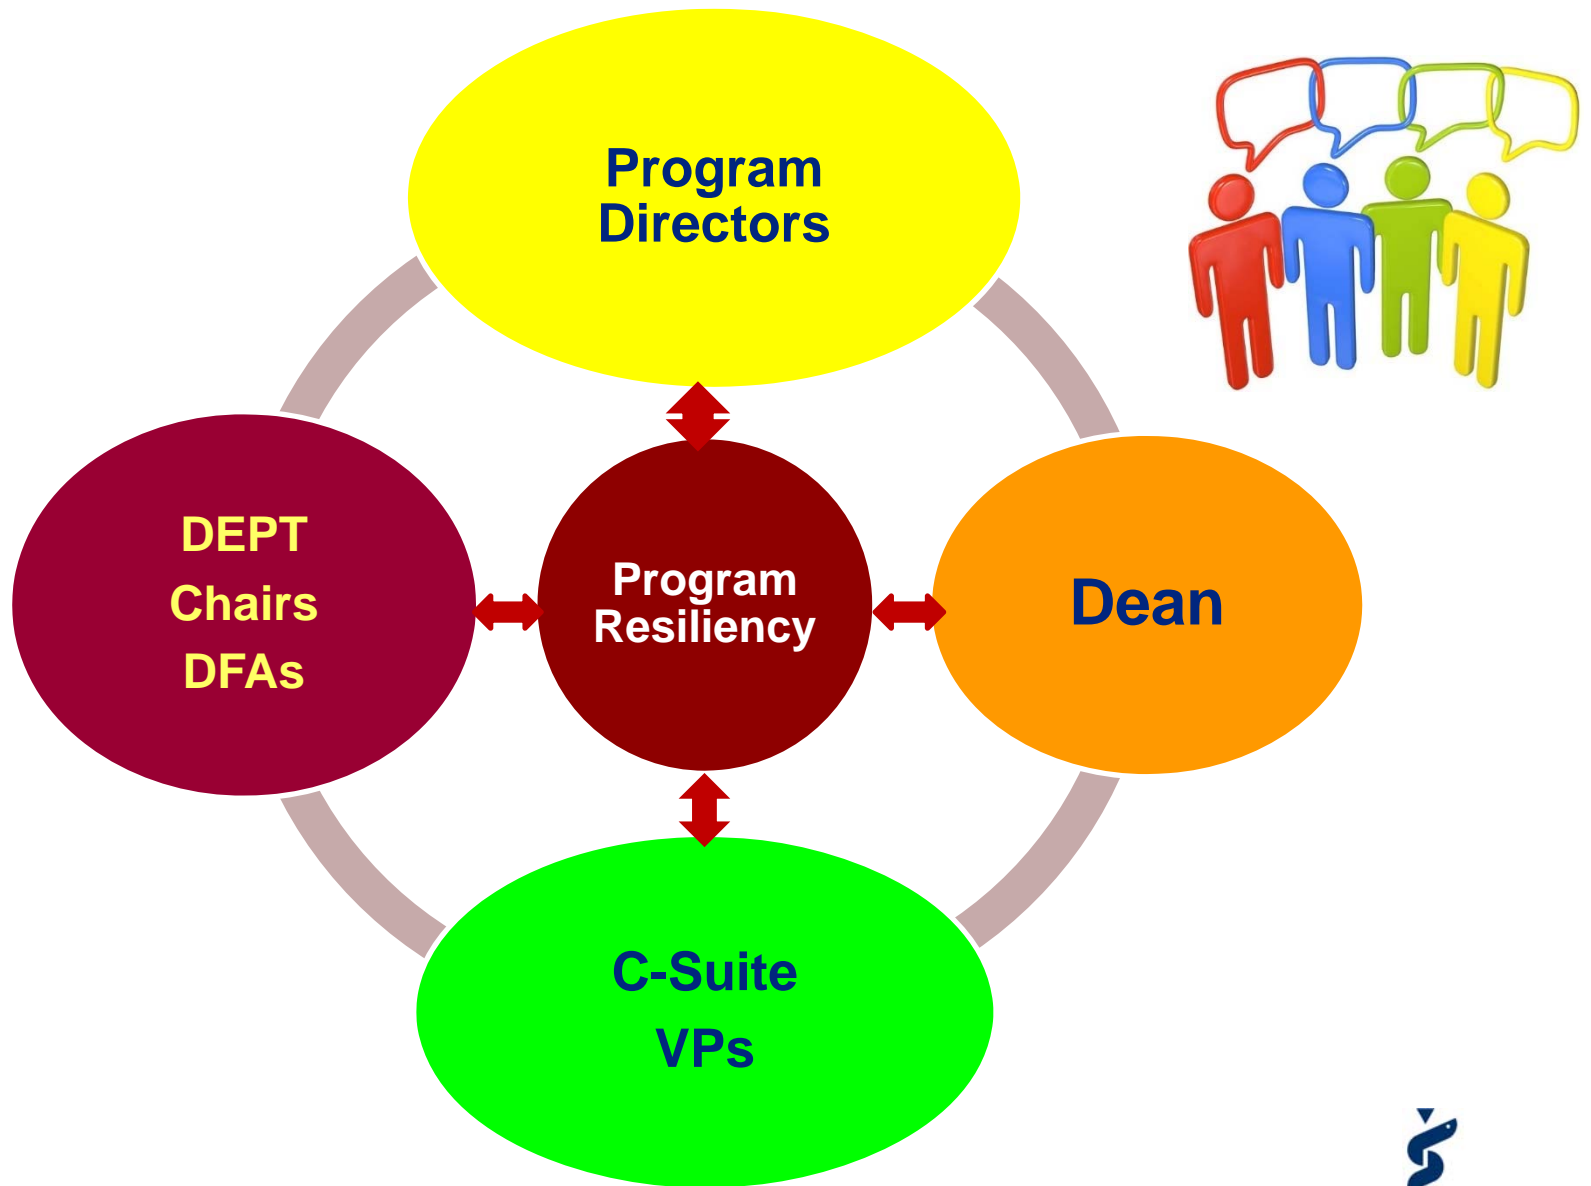 Program
Directors
DEPT
Chairs
DFAs
Program
Resiliency
Dean
C-Suite
VPs